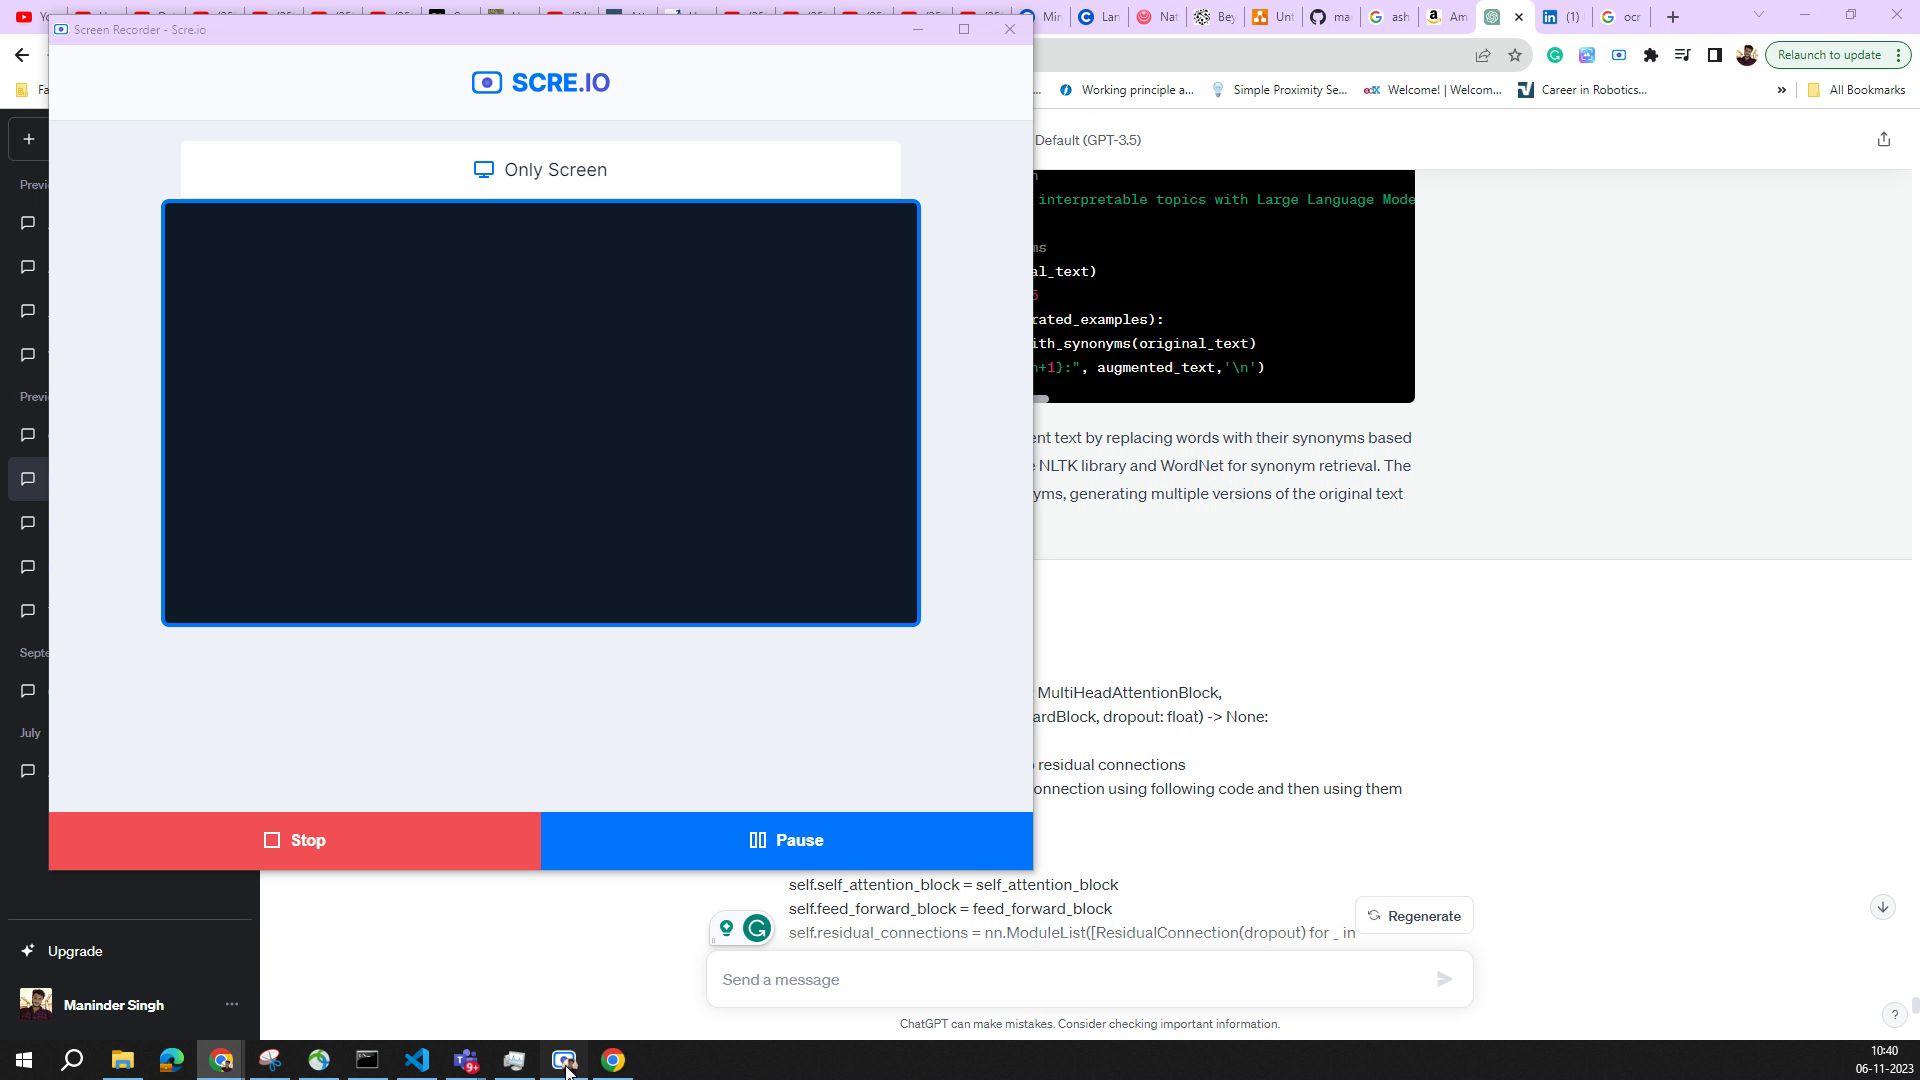 Screen Recorder - Scre.io
Mir
Lan
Nat
Bey
Unt
ma
ash
Am
(1)
ocr
Relaunch to update
Working principle a...
Simple Proximity Se...
edX Welcome! | Welcom...
Career in Robotics...
»
All Bookmarks
SCRE.IO
Only Screen
Default (GPT-3.5)
interpretable topics with Large Language Mode
ms
al_text)
5
rated_examples):
ith_synonyms(original_text)
n+1}:", augmented_text,'\n')
ent text by replacing words with their synonyms based
NLTK library and WordNet for synonym retrieval. The
yms, generating multiple versions of the original text
Previ
Previ
Septe
July
: MultiHeadAttentionBlock,
ardBlock, dropout: float) -> None:
residual connections
onnection using following code and then using them
Stop
Pause
self.self_attention_block = self_attention_block
self.feed_forward_block = feed_forward_block
self.residual_connections = nn.ModuleList([ResidualConnection(dropout) for _ in
Regenerate
Upgrade
Send a message
Maninder Singh
ChatGPT can make mistakes. Consider checking important information.
?
9+
10:40
06-11-2023